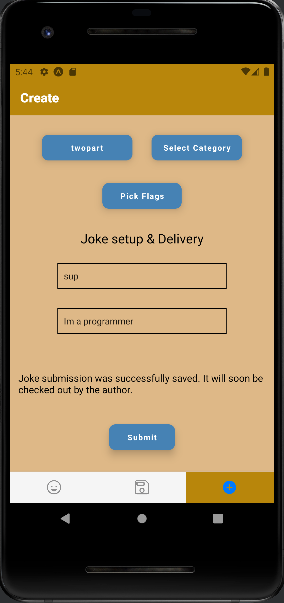 5:44
Create
twopart
Select Category
Pick Flags
Joke setup & Delivery
sup
Im a programmer
Joke submission was successfully saved. It will soon be
checked out by the author.
Submit